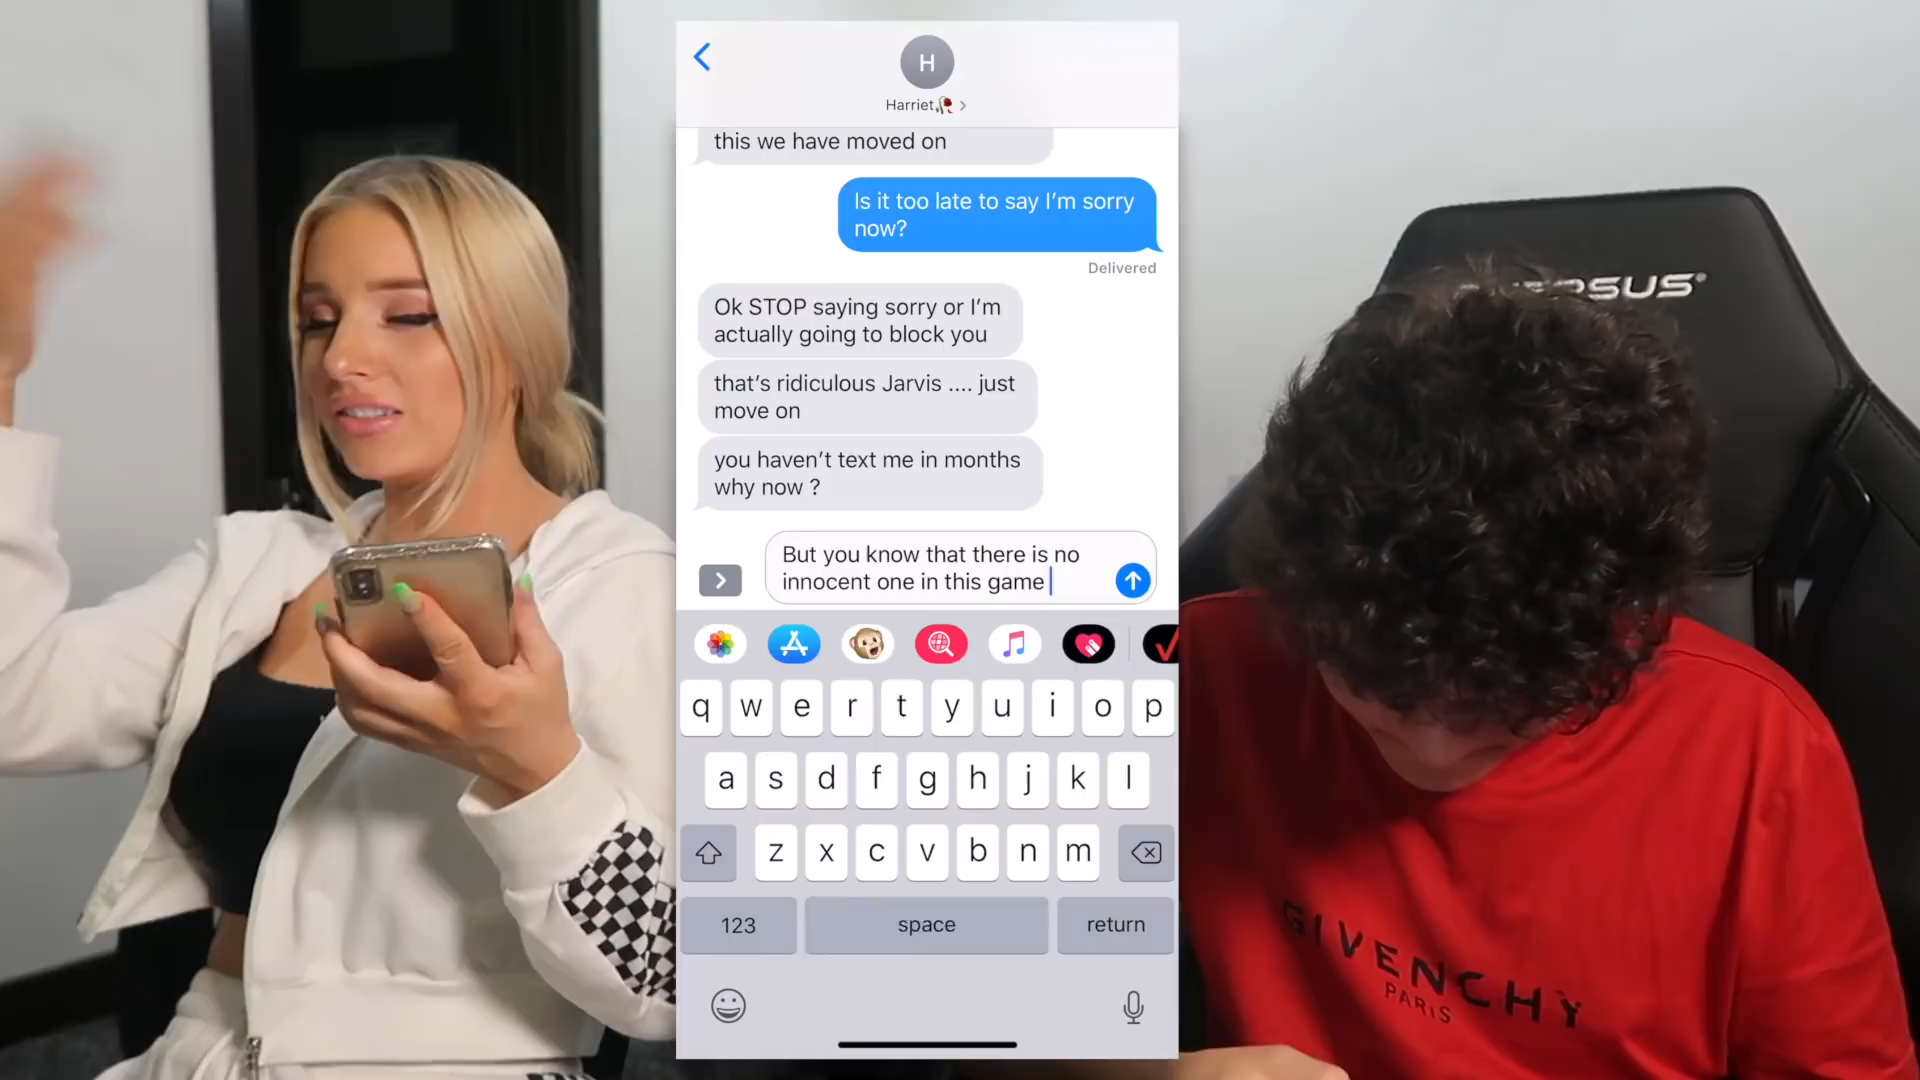 H
Harriet🥀 >
this we have moved on
Is it too late to say I'm sorry
now?
Delivered
Ok STOP saying sorry or I'm
actually going to block you
that's ridiculous Jarvis .... just
move on
you haven't text me in months
why now ?
But you know that there is no
innocent one in this game
q w e r t y u i o p
a s d f g h j k l
z x c v b n m
123 space return
GIVENCHY
PARIS